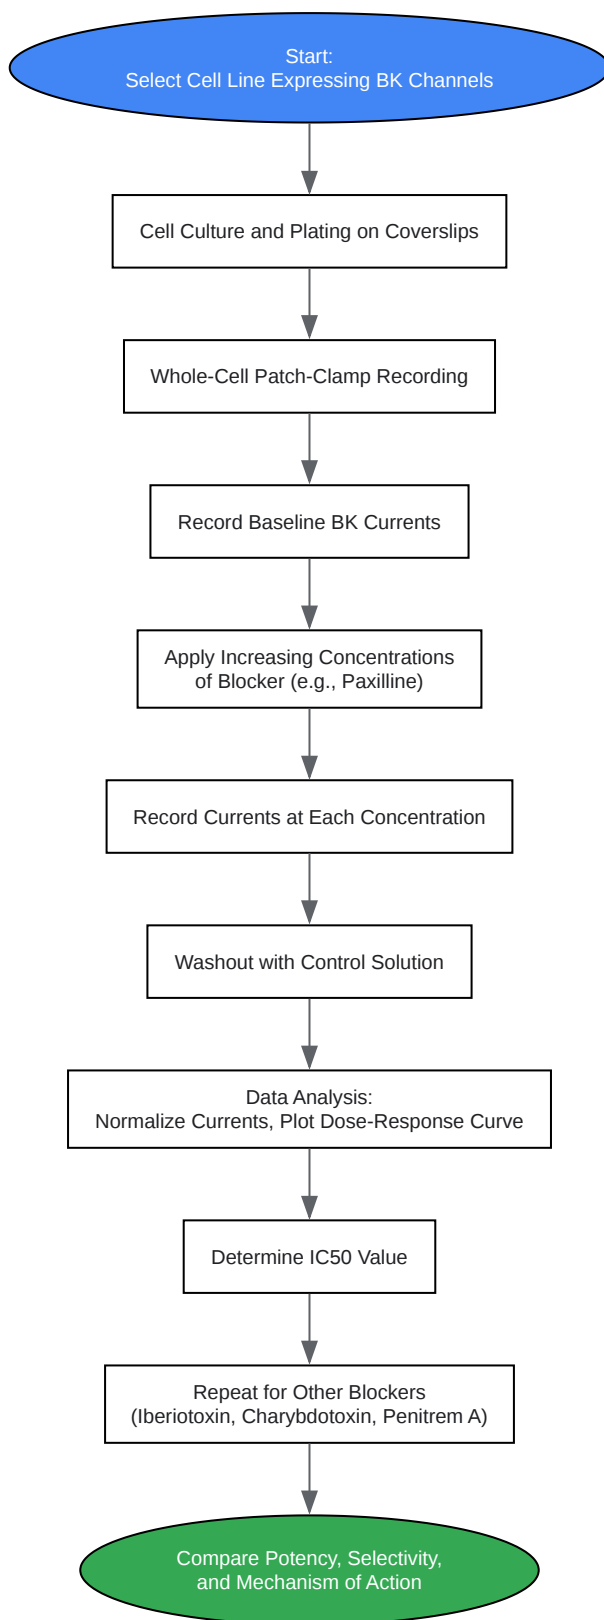 Start:
Select Cell Line Expressing BK Channels
Cell Culture and Plating on Coverslips
Whole-Cell Patch-Clamp Recording
Record Baseline BK Currents
Apply Increasing Concentrations
of Blocker (e.g., Paxilline)
Record Currents at Each Concentration
Washout with Control Solution
Data Analysis:
Normalize Currents, Plot Dose-Response Curve
Determine IC50 Value
Repeat for Other Blockers
(Iberiotoxin, Charybdotoxin, Penitrem A)
Compare Potency, Selectivity,
and Mechanism of Action